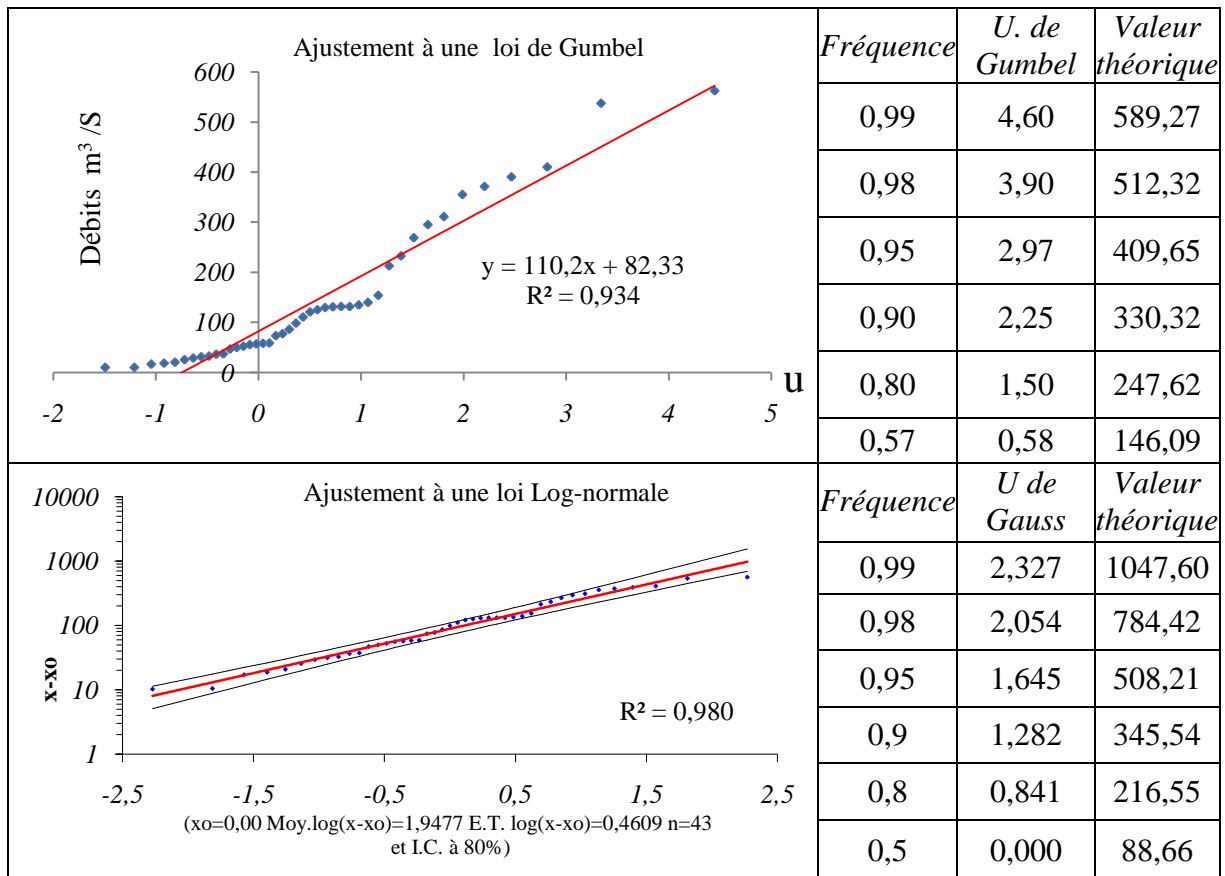 Ajustement à une loi de Gumbel
Débits m³ /S
600
500
400
300
200
100
0
y = 110,2x + 82,33
R² = 0,934
-2 -1 0 1 2 3 4 5
u
Fréquence U. de Gumbel Valeur théorique
0,99 4,60 589,27
0,98 3,90 512,32
0,95 2,97 409,65
0,90 2,25 330,32
0,80 1,50 247,62
0,57 0,58 146,09
Ajustement à une loi Log-normale
x-xo
10000
1000
100
10
1
R² = 0,980
-2,5 -1,5 -0,5 0,5 1,5 2,5
(xo=0,00 Moy.log(x-xo)=1,9477 E.T. log(x-xo)=0,4609 n=43
et I.C. à 80%)
Fréquence U de Gauss Valeur théorique
0,99 2,327 1047,60
0,98 2,054 784,42
0,95 1,645 508,21
0,9 1,282 345,54
0,8 0,841 216,55
0,5 0,000 88,66